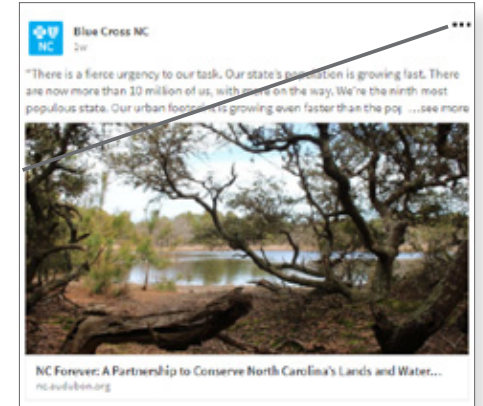 Blue Cross NC
NC
1w
"There is a fierce urgency to our task. Our state's population is growing fast. There
are now more than 10 million of us, with more on the way. We're the ninth most
populous state. Our urban footprint is growing even faster than the pop ...see more
NC Forever: A Partnership to Conserve North Carolina's Lands and Water...
nc.audubon.org